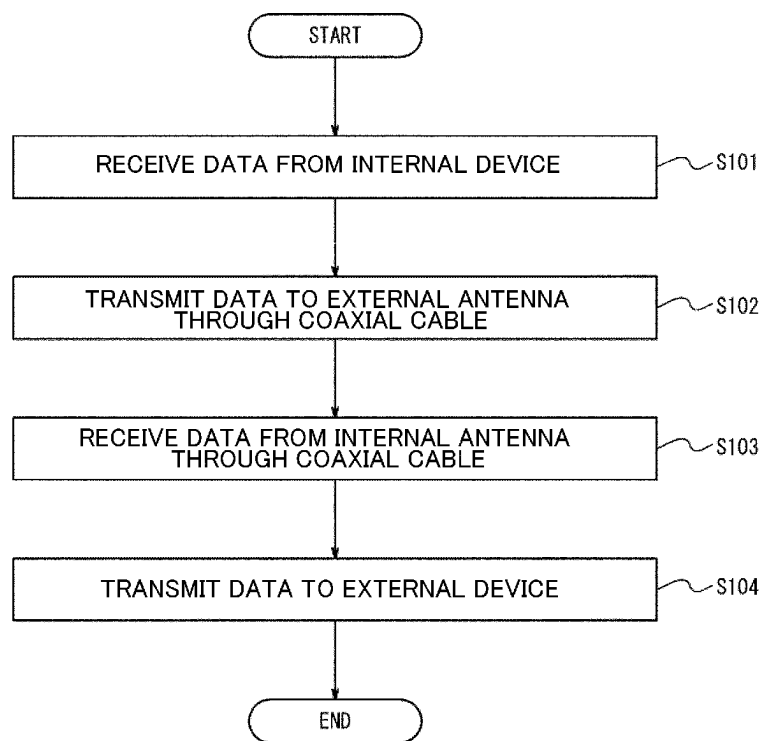 START
RECEIVE DATA FROM INTERNAL DEVICE
S101
TRANSMIT DATA TO EXTERNAL ANTENNA
THROUGH COAXIAL CABLE
S102
RECEIVE DATA FROM INTERNAL ANTENNA
THROUGH COAXIAL CABLE
S103
TRANSMIT DATA TO EXTERNAL DEVICE
S104
END